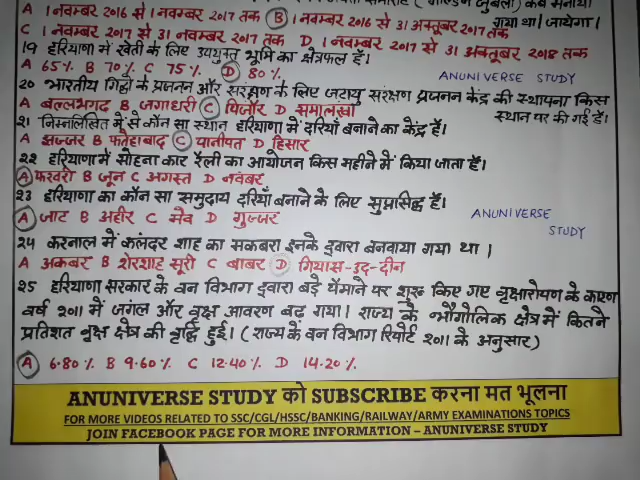 कब मनाया
A 1 नवम्बर 2016 से 1 नवम्बर 2017 तक B 1 नवम्बर 2016 से 31 अक्तूबर 2017 तक
गया था। जायेगा।
C 1 नवम्बर 2017 से 31 नवम्बर 2017 तक D 1 नवम्बर 2017 से 31 अक्तूबर 2018 तक
19 हरियाणा में खेती के लिए उपयुक्त भूमि का क्षेत्रफल है।
A 65% B 70% C 75% D 80%
ANUNIVERSE STUDY
20 भारतीय गिद्दों के प्रजनन और संरक्षण के लिए जटायु संरक्षण प्रजनन केंद्र की स्थापना किस
स्थान पर की गई है।
A बल्लभगढ B जगाधरी C पिंजौर D समालखा
21 निम्नलिखित में से कौन सा स्थान हरियाणा में दरियाँ बनाने का केंद्र है।
A झज्जर B फतेहाबाद C पानीपत D हिसार
22 हरियाणा में सोहना कार रैली का आयोजन किस महीने में किया जाता है।
A फरवरी B जून C अगस्त D नवंबर
23 हरियाणा का कौन सा समुदाय दरियाँ बनाने के लिए सुप्रसिद्ध है।
A जाट B अहीर C मेव D गुज्जर
ANUNIVERSE
STUDY
24 करनाल में कलंदर शाह का मकबरा इनके द्वारा बनवाया गया था ।
A अकबर B शेरशाह सूरी C बाबर D गियास-उद-दीन
25 हरियाणा सरकार के वन विभाग द्वारा बड़े पैमाने पर शुरू किए गए वृक्षारोपण के कारण
वर्ष 2011 में जंगल और वृक्ष आवरण बढ़ गया। राज्य के भौगोलिक क्षेत्र में कितने
प्रतिशत वृक्ष क्षेत्र की वृद्धि हुई। (राज्य के वन विभाग रिपोर्ट 2011 के अनुसार)
A 6.80% B 9.60% C 12.40% D 14.20%
ANUNIVERSE STUDY को SUBSCRIBE करना मत भूलना
FOR MORE VIDEOS RELATED TO SSC/CGL/HSSC/BANKING/RAILWAY/ARMY EXAMINATIONS TOPICS
JOIN FACEBOOK PAGE FOR MORE INFORMATION – ANUNIVERSE STUDY